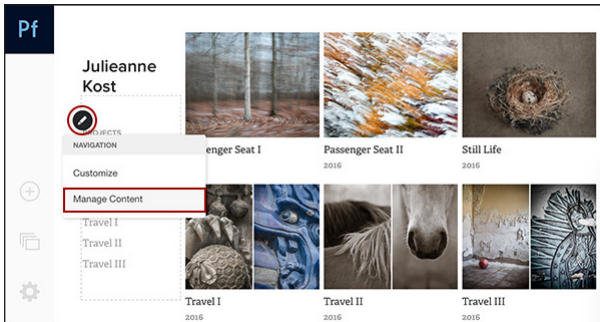 Pf
Julieanne
Kost
PROJECTS
NAVIGATION
Customize
Manage Content
Travel I
Travel II
Travel III
enger Seat I
2016
Passenger Seat II
2016
Still Life
2016
Travel I
2016
Travel II
2016
Travel III
2016